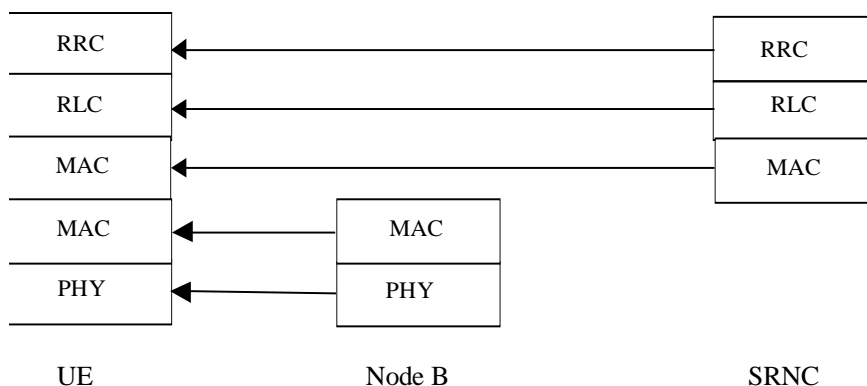 RRC
RRC
RLC
RLC
MAC
MAC
MAC
MAC
PHY
PHY
UE
Node B
SRNC